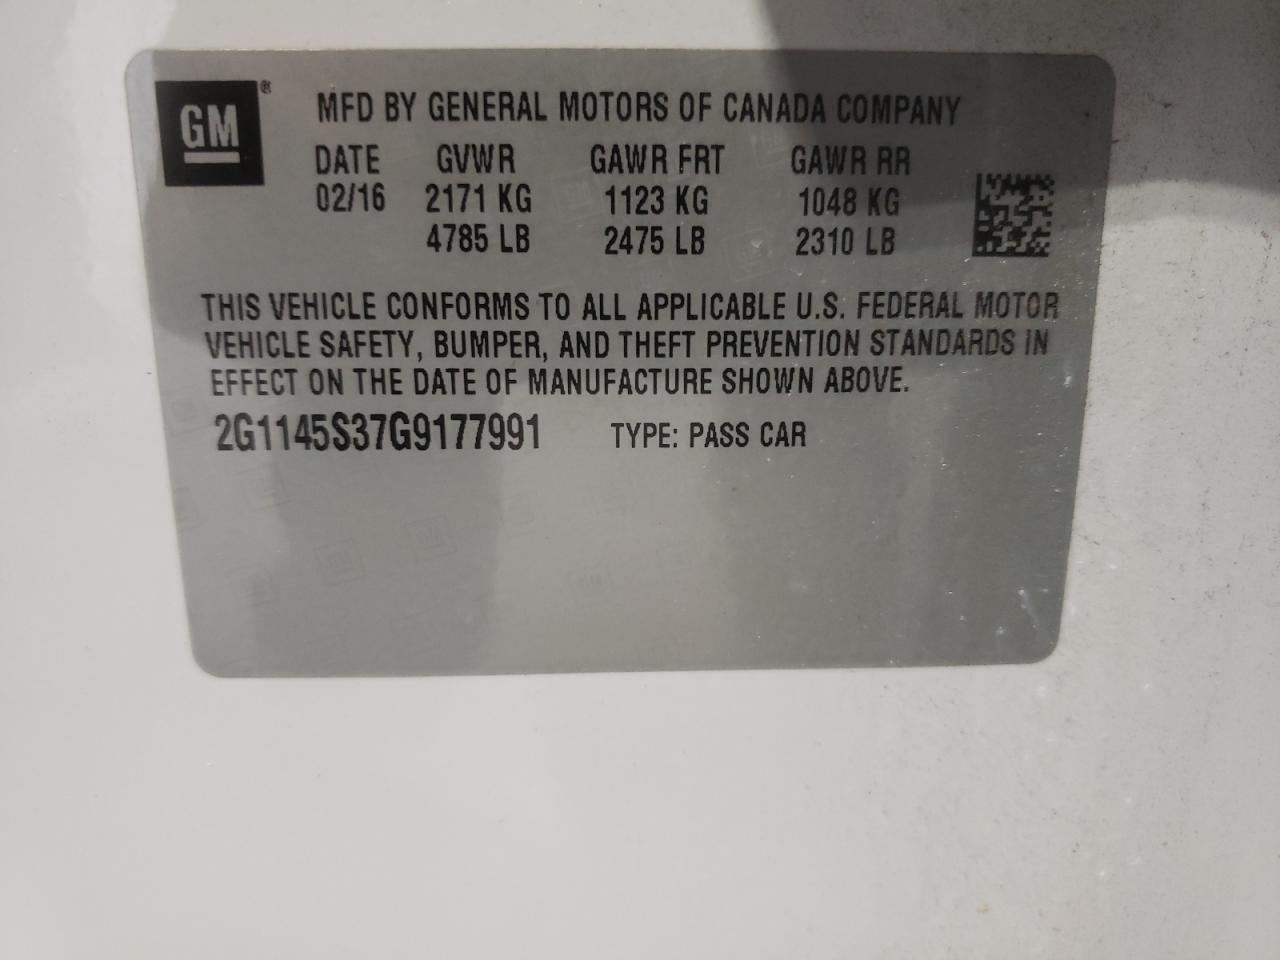 GM®
MFD BY GENERAL MOTORS OF CANADA COMPANY
DATE GVWR GAWR FRT GAWR RR
02/16 2171 KG 1123 KG 1048 KG
4785 LB 2475 LB 2310 LB
THIS VEHICLE CONFORMS TO ALL APPLICABLE U.S. FEDERAL MOTOR
VEHICLE SAFETY, BUMPER, AND THEFT PREVENTION STANDARDS IN
EFFECT ON THE DATE OF MANUFACTURE SHOWN ABOVE.
2G1145S37G9177991 TYPE: PASS CAR